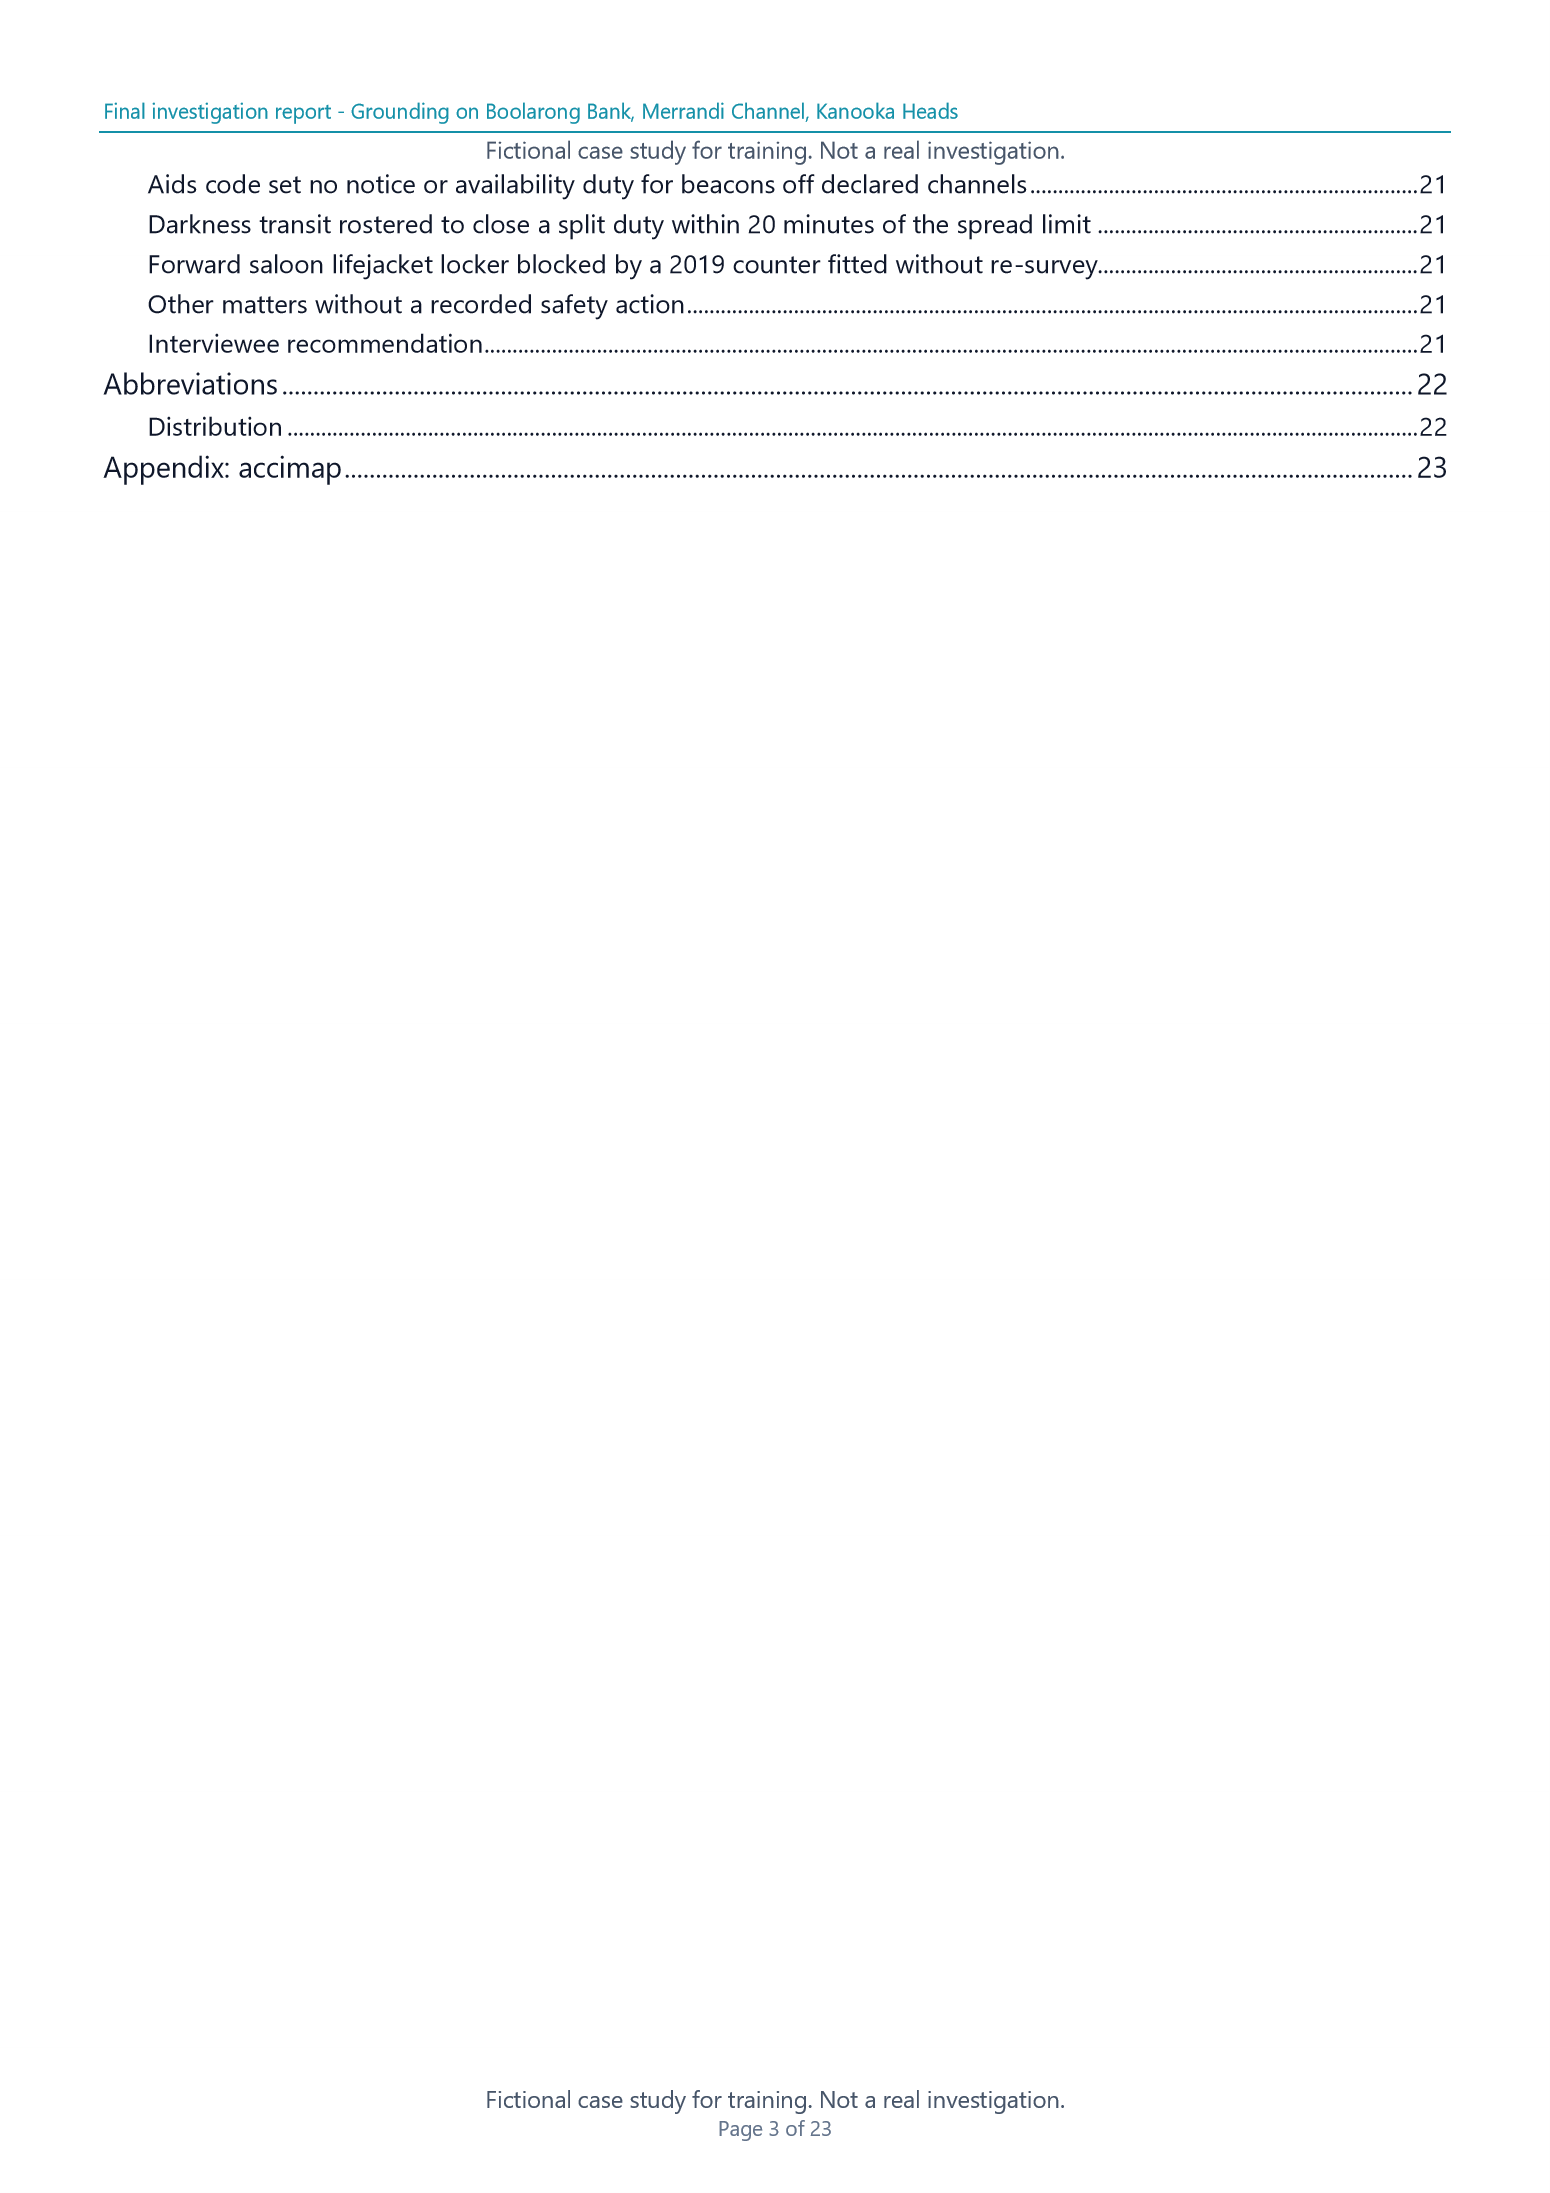 Final investigation report - Grounding on Boolarong Bank, Merrandi Channel, Kanooka Heads
Fictional case study for training. Not a real investigation.
Aids code set no notice or availability duty for beacons off declared channels 21
Darkness transit rostered to close a split duty within 20 minutes of the spread limit 21
Forward saloon lifejacket locker blocked by a 2019 counter fitted without re-survey 21
Other matters without a recorded safety action 21
Interviewee recommendation 21
Abbreviations 22
Distribution 22
Appendix: accimap 23
Fictional case study for training. Not a real investigation.
Page 3 of 23